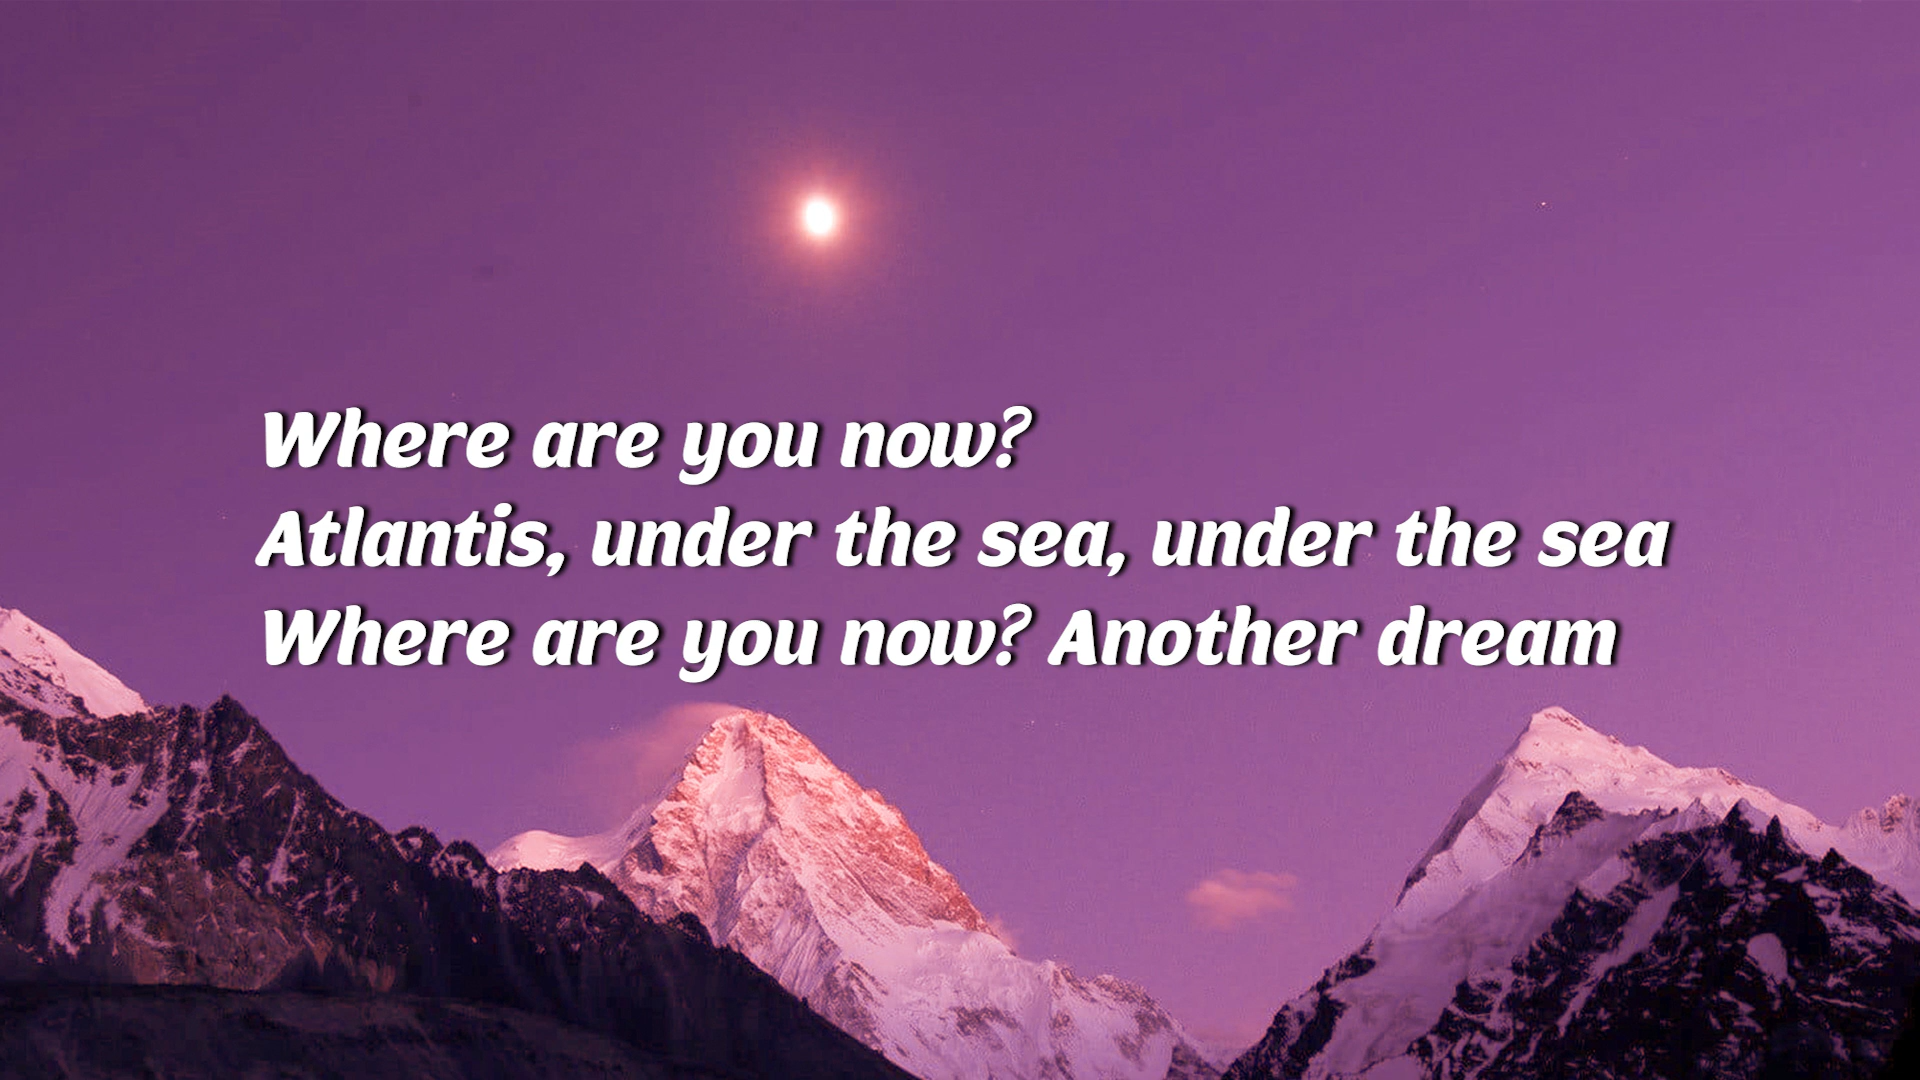 Where are you now?
Atlantis, under the sea, under the sea
Where are you now? Another dream